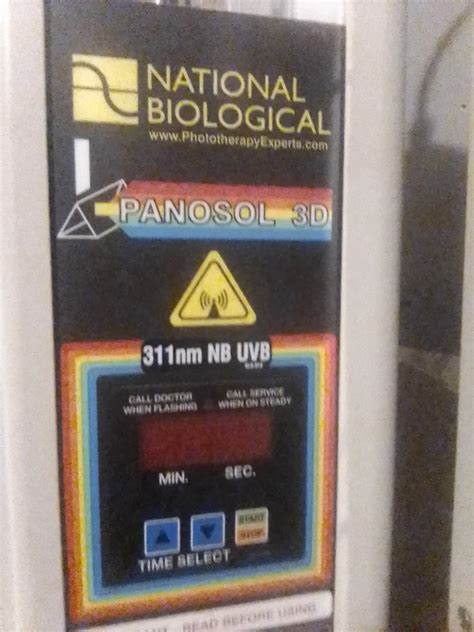 NATIONAL
BIOLOGICAL
www.PhototherapyExperts.com
PANOSOL 3D
311nm NB UVB
CALL DOCTOR
WHEN FLASHING
CALL SERVICE
WHEN ON STEADY
MIN. SEC.
START
STOP
TIME SELECT
READ BEFORE USING